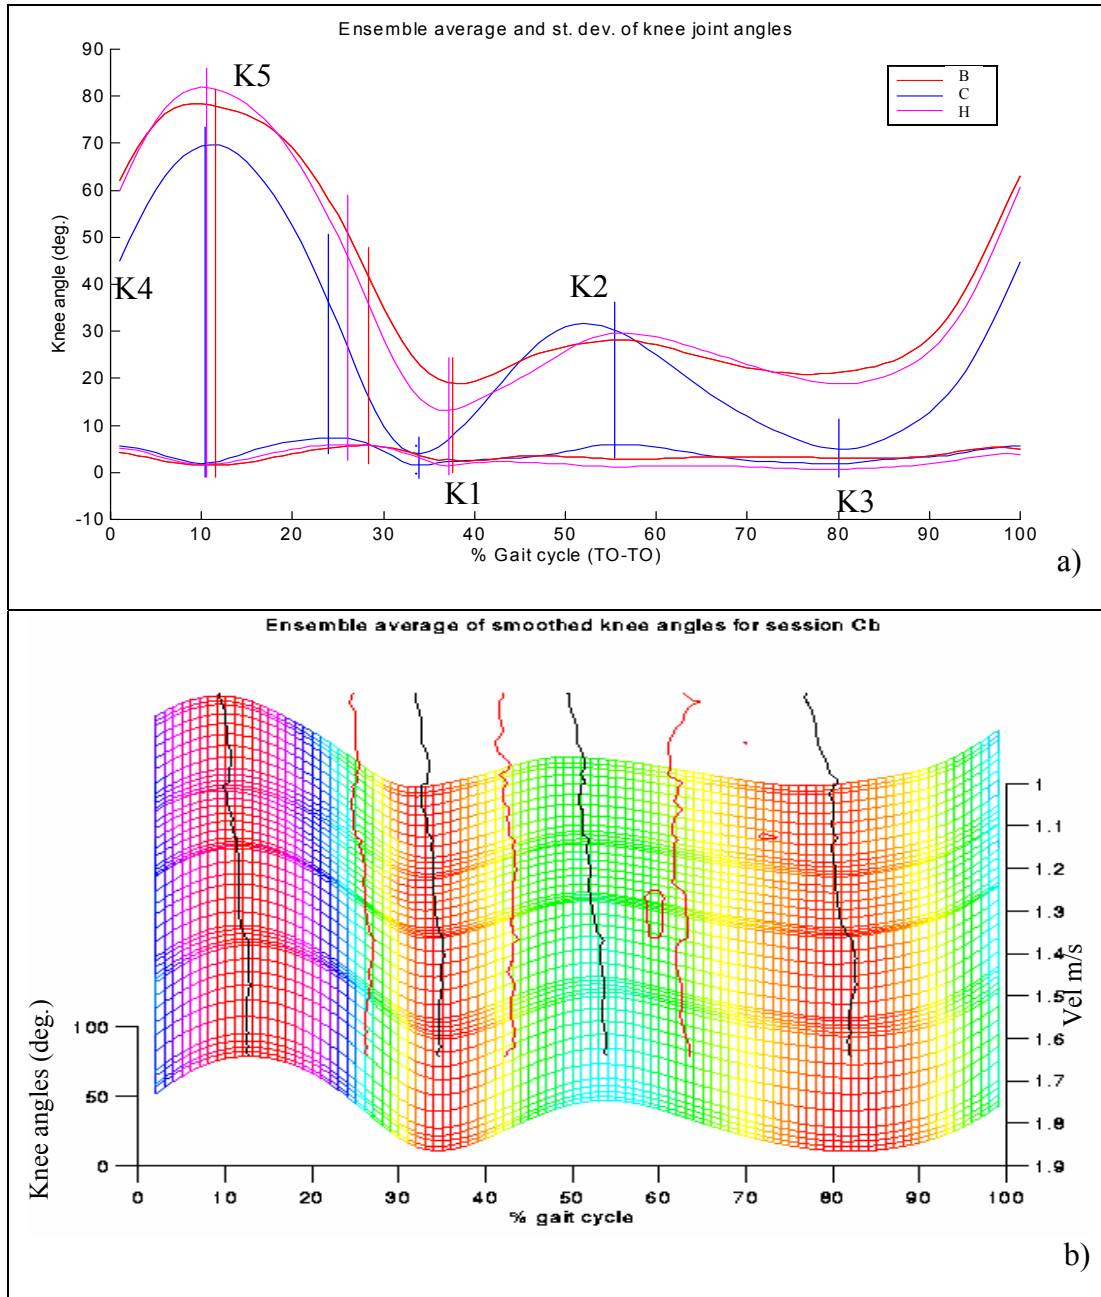 Ensemble average and st. dev. of knee joint angles
90
80
70
60
50
40
30
20
10
0
-10
Knee angle (deg.)
K5
K4
K2
K1
K3
B
C
H
0 10 20 30 40 50 60 70 80 90 100
% Gait cycle (TO-TO)
a)
Ensemble average of smoothed knee angles for session Cb
Knee angles (deg.)
100
50
0
1
1.1
1.2
1.3
1.4
1.5
1.6
1.7
1.8
1.9
Vel m/s
0 10 20 30 40 50 60 70 80 90 100
% gait cycle
b)